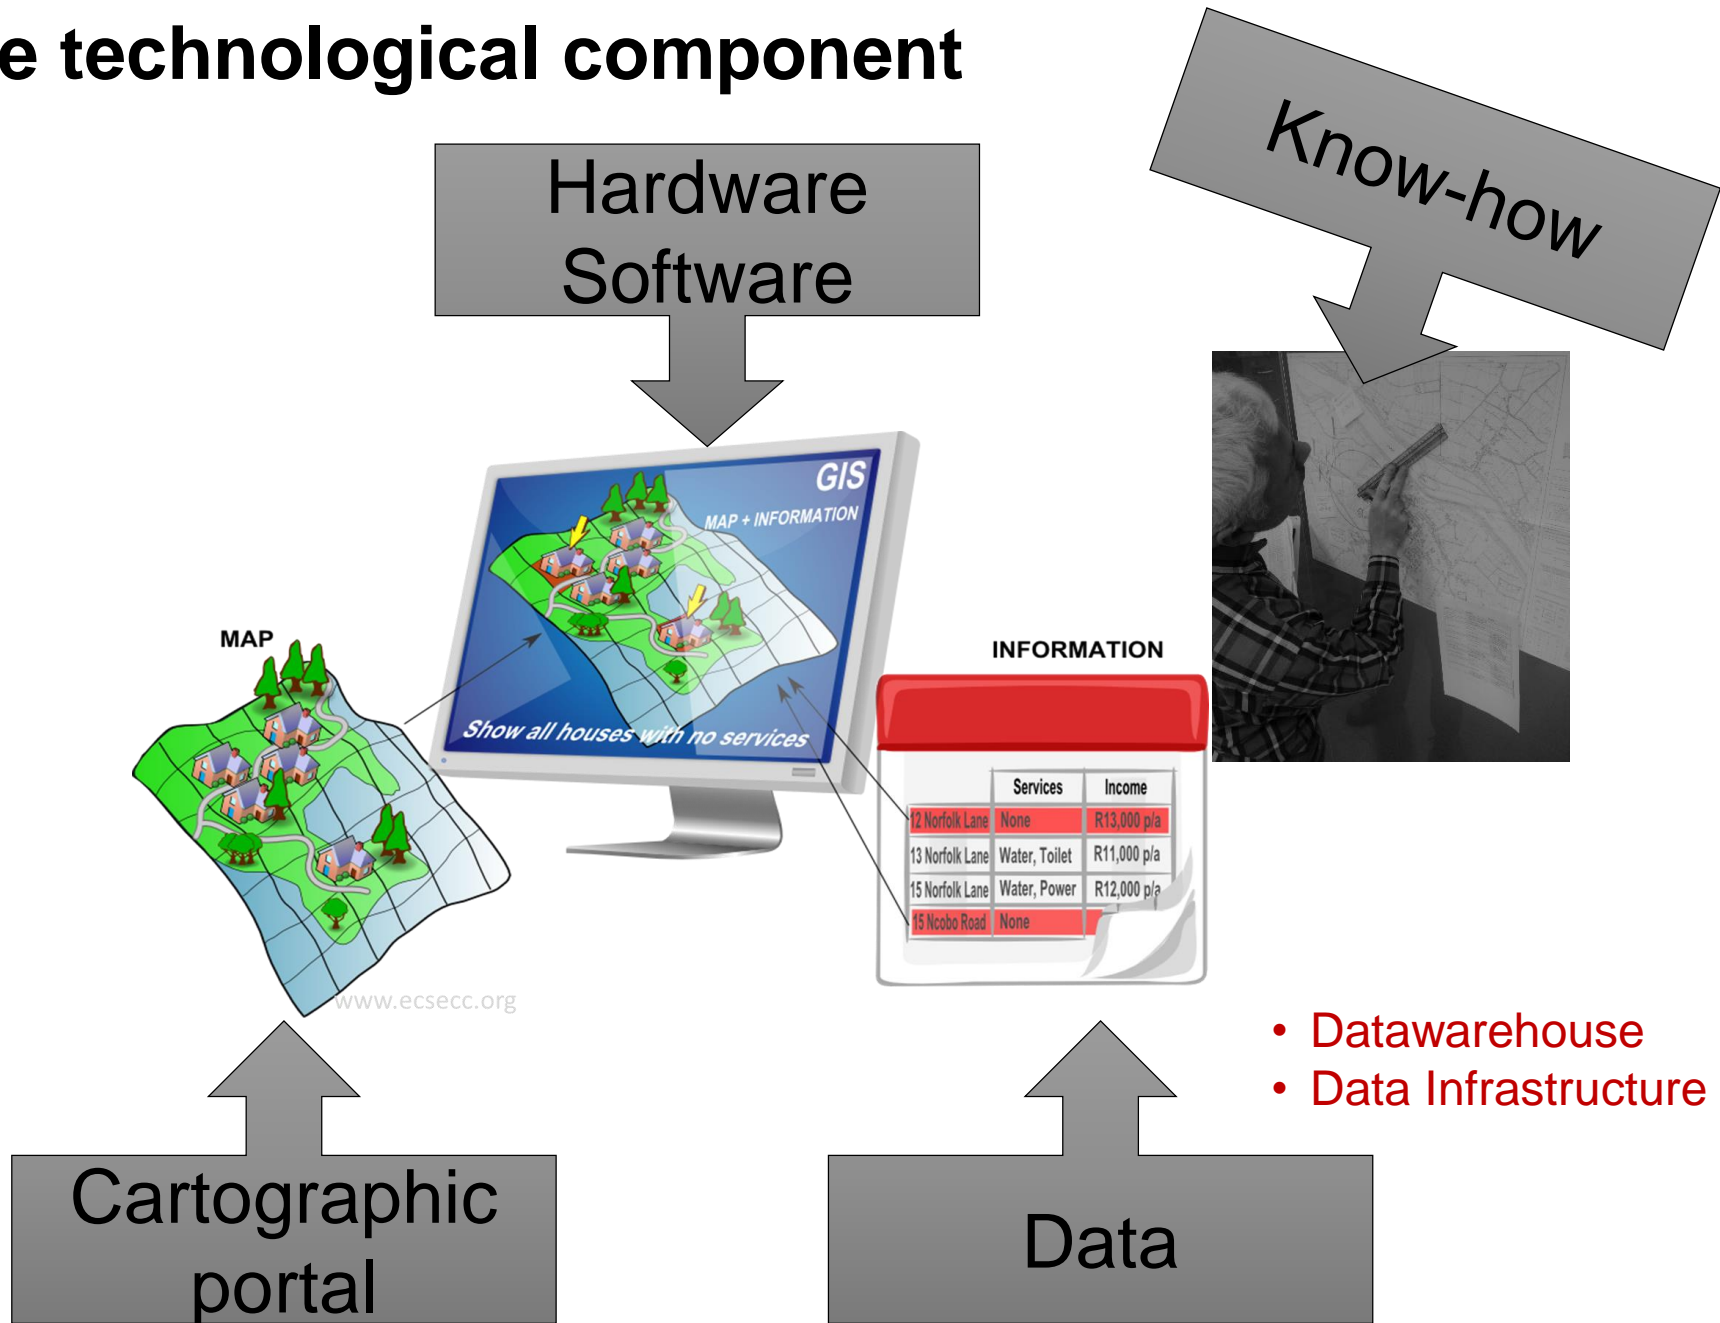 e technological component
Know-how
Hardware
Software
GIS
MAP + INFORMATION
Show all houses with no services
MAP
INFORMATION
Services Income
12 Norfolk Lane None R13,000 p/a
13 Norfolk Lane Water, Toilet R11,000 p/a
15 Norfolk Lane Water, Power R12,000 p/a
15 Ncobo Road None
www.ecsecc.org
• Datawarehouse
• Data Infrastructure
Cartographic
portal
Data